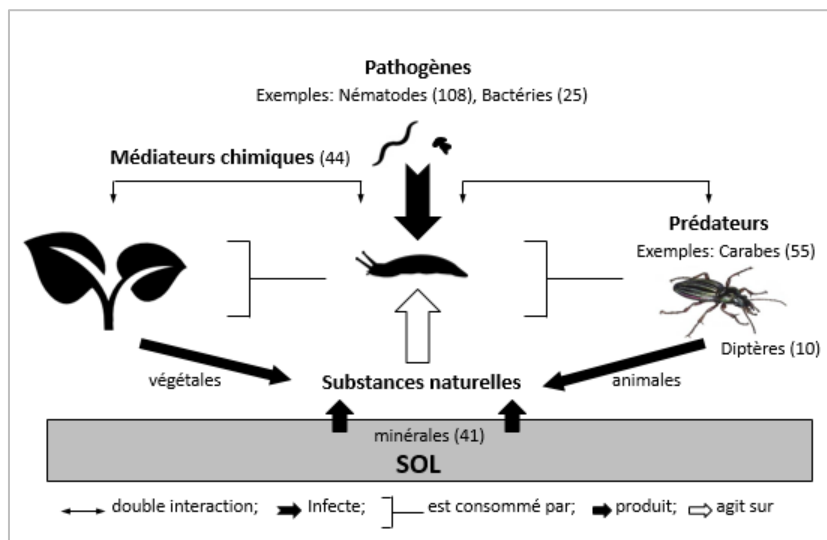 Pathogènes
Exemples: Nématodes (108), Bactéries (25)
Médiateurs chimiques (44)
Prédateurs
Exemples: Carabes (55)
Diptères (10)
végétales
Substances naturelles
animales
minérales (41)
SOL
double interaction; Infecte; est consommé par; produit; agit sur